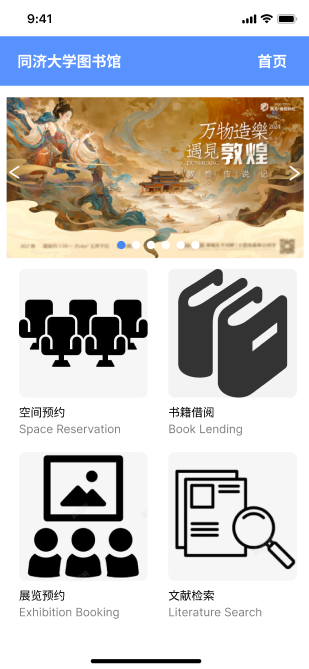 9:41
同济大学图书馆
首页
万物造樂
2024
遇見敦煌
DUNHUANG
空间预约
Space Reservation
书籍借阅
Book Lending
展览预约
Exhibition Booking
文献检索
Literature Search